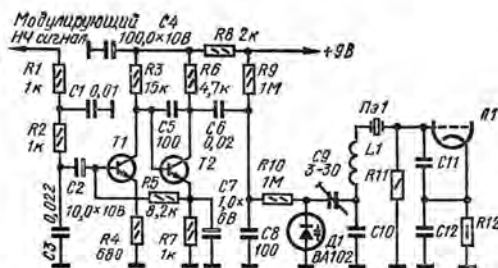 Модулирующий
НЧ сигнал
C4
100,0×10В
R8 2к
+9В
R1
1к
C1 0,01
R3
15к
R6
4,7к
R9
1М
R2
1к
C5
100
C6
0,02
T1
T2
C2
10,0×10В
R5
8,2к
C7
1,0×
6В
R10
1М
C9
3-30
Пэ1
L1
Л1
R11
C11
0,022
C3
R4
680
R7
1к
C8
100
Д1
ВА102
C10
C12
R12